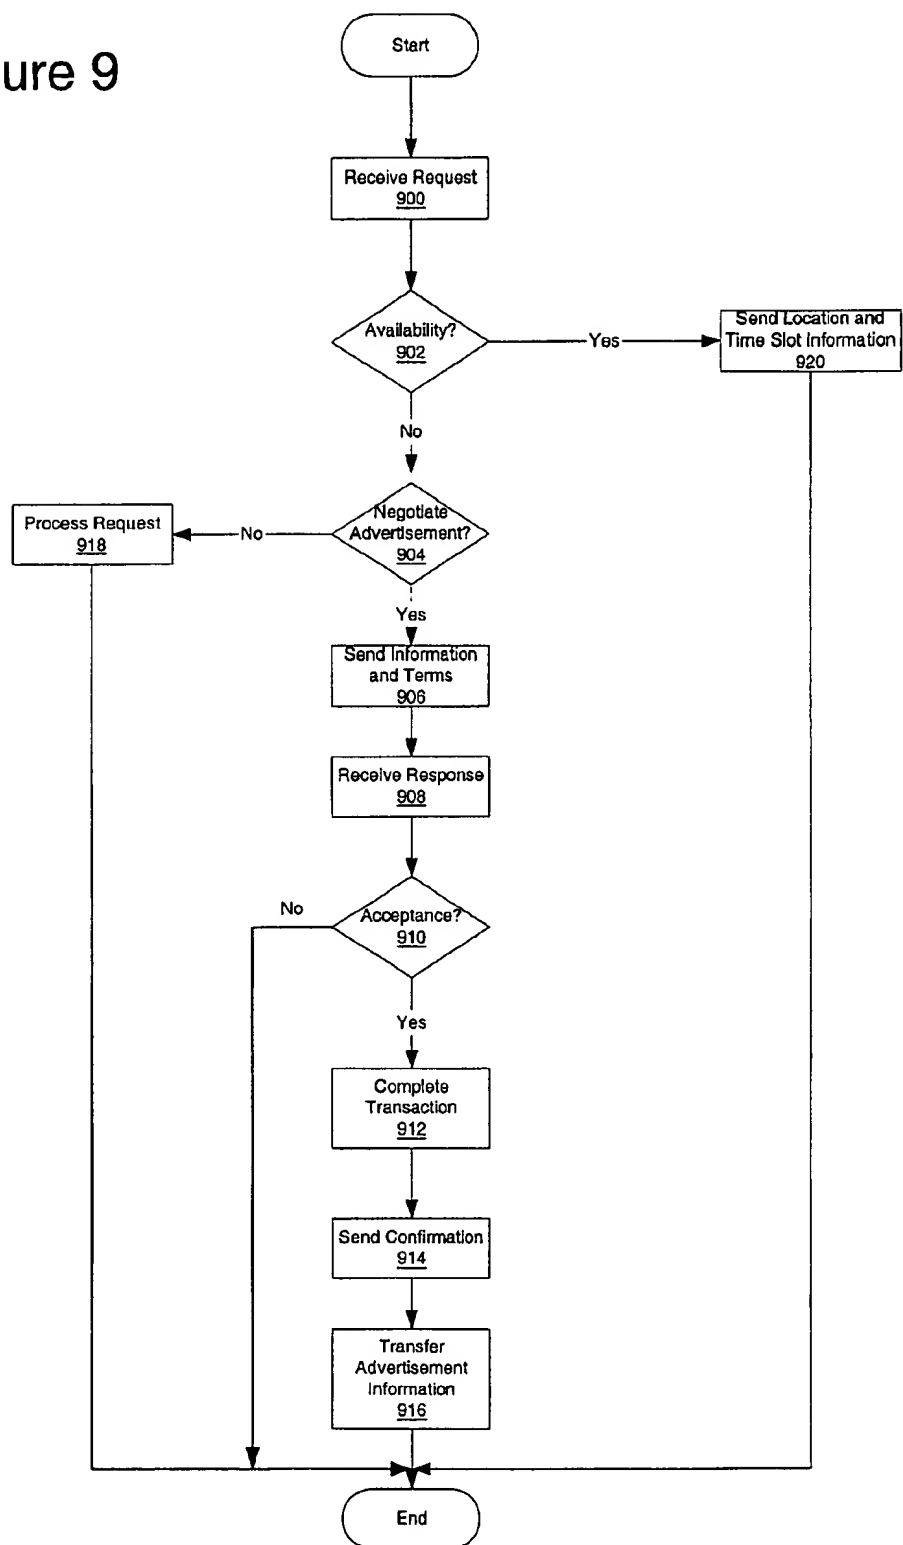 ure 9
Start
Receive Request
900
Availability?
902
Yes
Send Location and
Time Slot Information
920
No
Negotiate
Advertisement?
904
No
Process Request
918
Yes
Send Information
and Terms
906
Receive Response
908
Acceptance?
910
No
Yes
Complete
Transaction
912
Send Confirmation
914
Transfer
Advertisement
Information
916
End